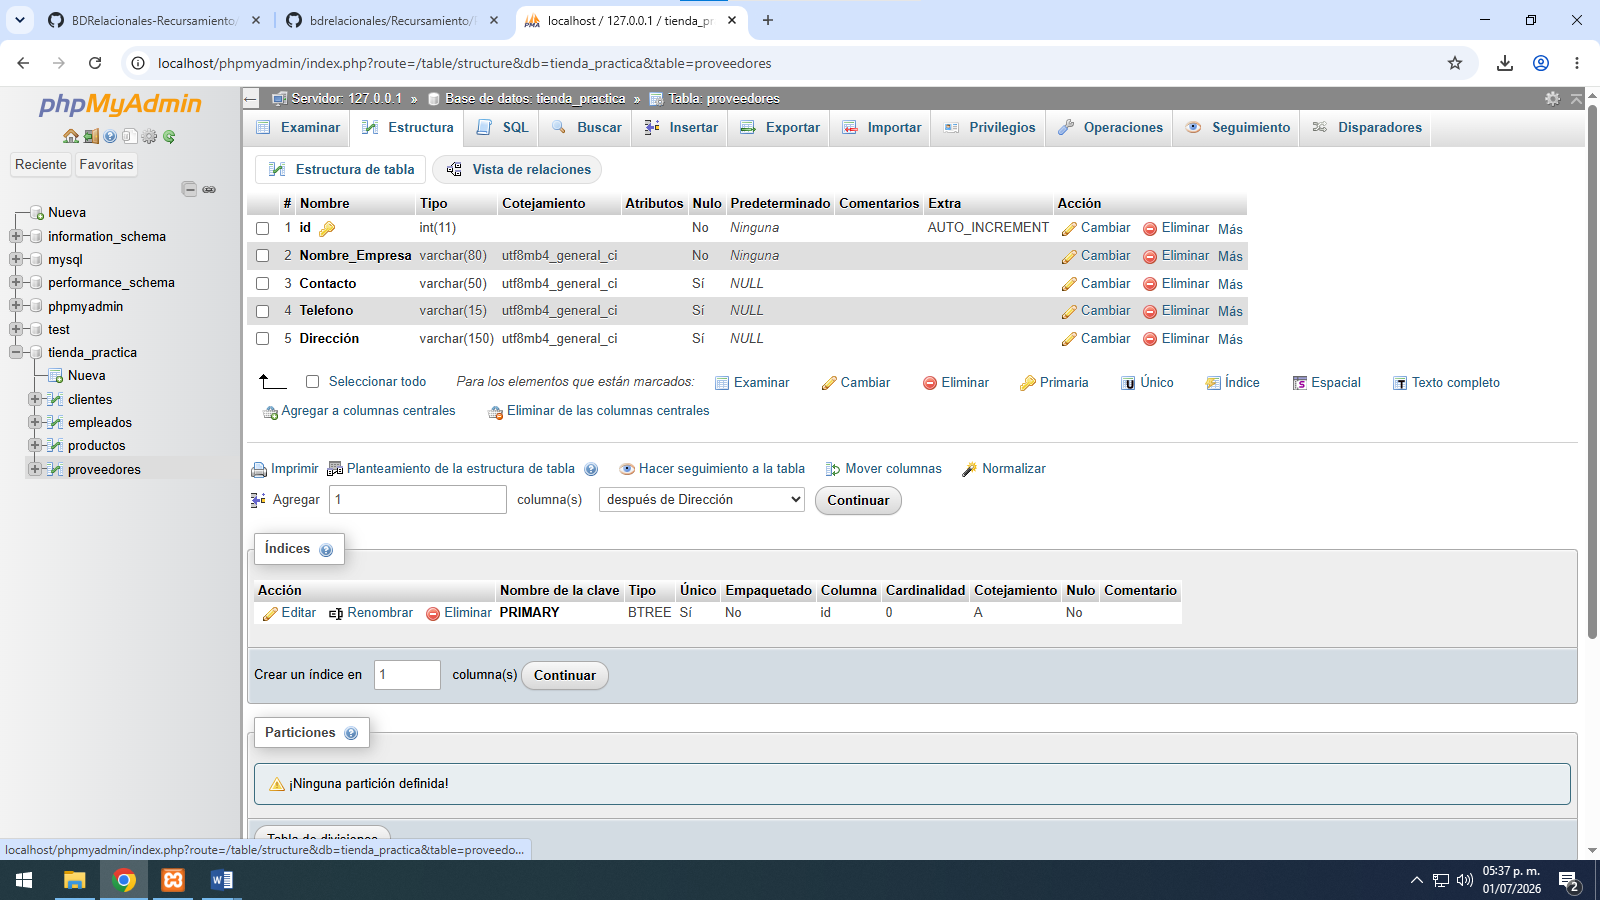 BDRelacionales-Recursamiento/
bdrelacionales/Recursamiento/
localhost / 127.0.0.1 / tienda_pr
localhost/phpmyadmin/index.php?route=/table/structure&db=tienda_practica&table=proveedores
phpMyAdmin
Reciente Favoritas
Nueva
information_schema
mysql
performance_schema
phpmyadmin
test
tienda_practica
Nueva
clientes
empleados
productos
proveedores
Servidor: 127.0.0.1 » Base de datos: tienda_practica » Tabla: proveedores
Examinar Estructura SQL Buscar Insertar Exportar Importar Privilegios Operaciones Seguimiento Disparadores
Estructura de tabla Vista de relaciones
# Nombre Tipo Cotejamiento Atributos Nulo Predeterminado Comentarios Extra Acción
1 id int(11) No Ninguna AUTO_INCREMENT Cambiar Eliminar Más
2 Nombre_Empresa varchar(80) utf8mb4_general_ci No Ninguna Cambiar Eliminar Más
3 Contacto varchar(50) utf8mb4_general_ci Sí NULL Cambiar Eliminar Más
4 Telefono varchar(15) utf8mb4_general_ci Sí NULL Cambiar Eliminar Más
5 Dirección varchar(150) utf8mb4_general_ci Sí NULL Cambiar Eliminar Más
Seleccionar todo Para los elementos que están marcados: Examinar Cambiar Eliminar Primaria Único Índice Espacial Texto completo
Agregar a columnas centrales Eliminar de las columnas centrales
Imprimir Planteamiento de la estructura de tabla Hacer seguimiento a la tabla Mover columnas Normalizar
Agregar 1 columna(s) después de Dirección Continuar
Índices
Acción Nombre de la clave Tipo Único Empaquetado Columna Cardinalidad Cotejamiento Nulo Comentario
Editar Renombrar Eliminar PRIMARY BTREE Sí No id 0 A No
Crear un índice en 1 columna(s) Continuar
Particiones
¡Ninguna partición definida!
Tabla de divisiones
localhost/phpmyadmin/index.php?route=/table/structure&db=tienda_practica&table=proveedo...
05:37 p. m.
01/07/2026
2